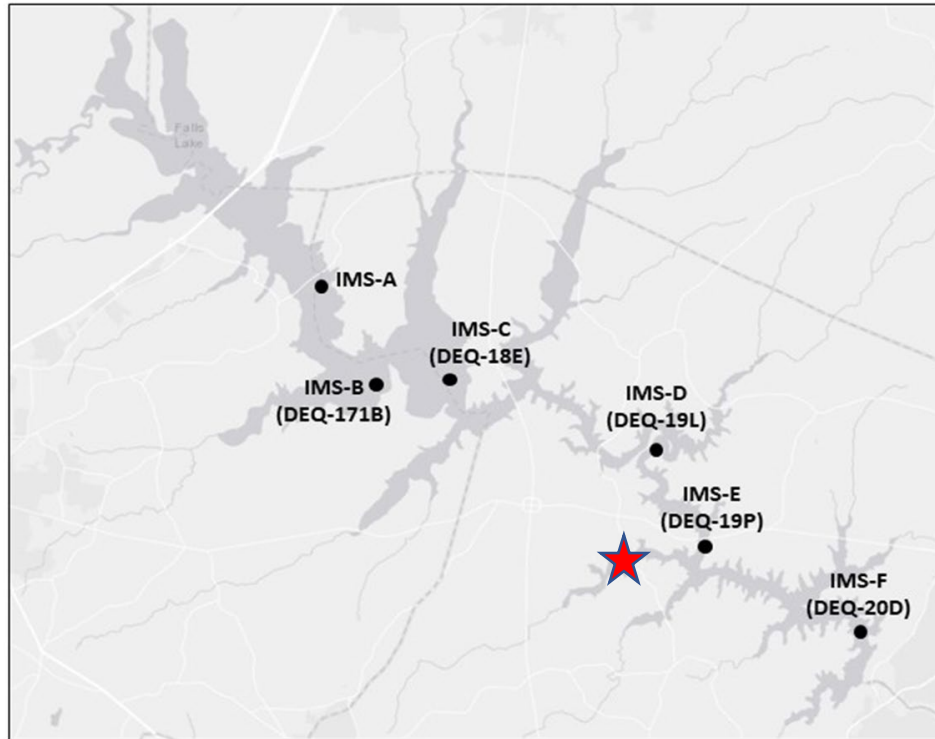 Falls
Lake
IMS-A
IMS-C
(DEQ-18E)
IMS-B
(DEQ-171B)
IMS-D
(DEQ-19L)
IMS-E
(DEQ-19P)
IMS-F
(DEQ-20D)